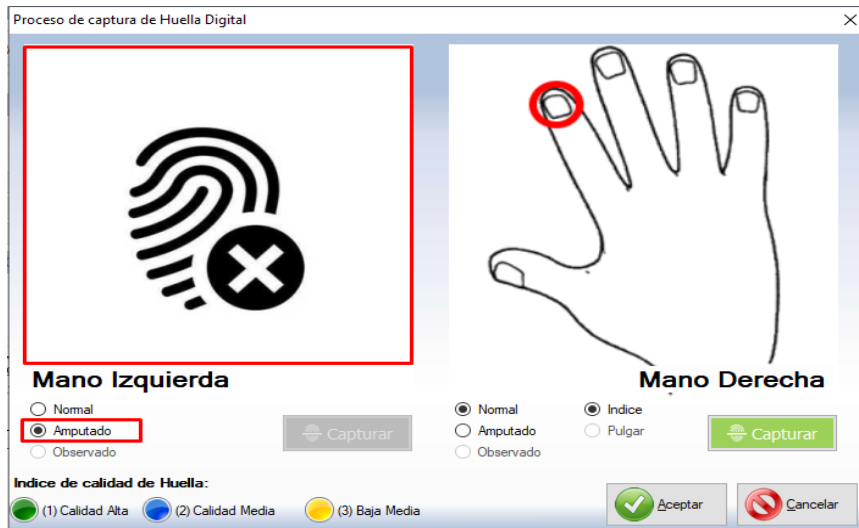 Proceso de captura de Huella Digital
Mano Izquierda
Normal
Amputado
Observado
Capturar
Mano Derecha
Normal
Amputado
Observado
Indice
Pulgar
Capturar
Indice de calidad de Huella:
(1) Calidad Alta
(2) Calidad Media
(3) Baja Media
Aceptar
Cancelar